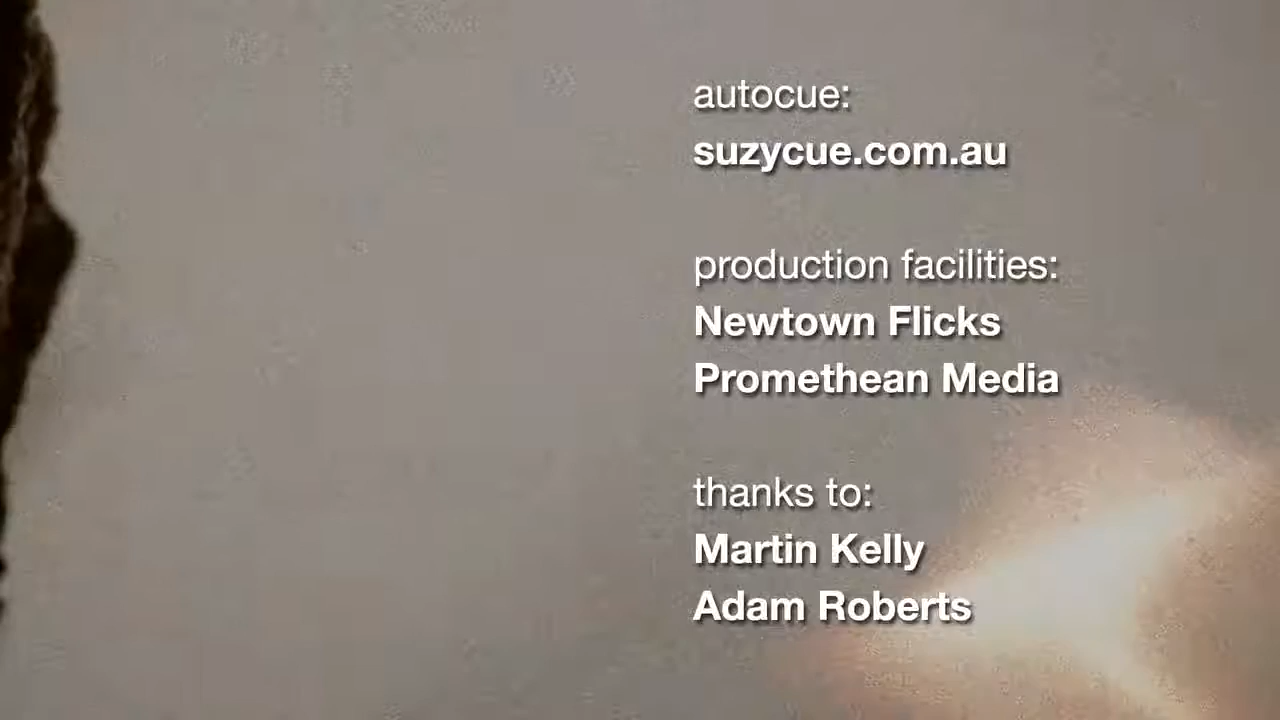 autocue:
suzycue.com.au
production facilities:
Newtown Flicks
Promethean Media
thanks to:
Martin Kelly
Adam Roberts